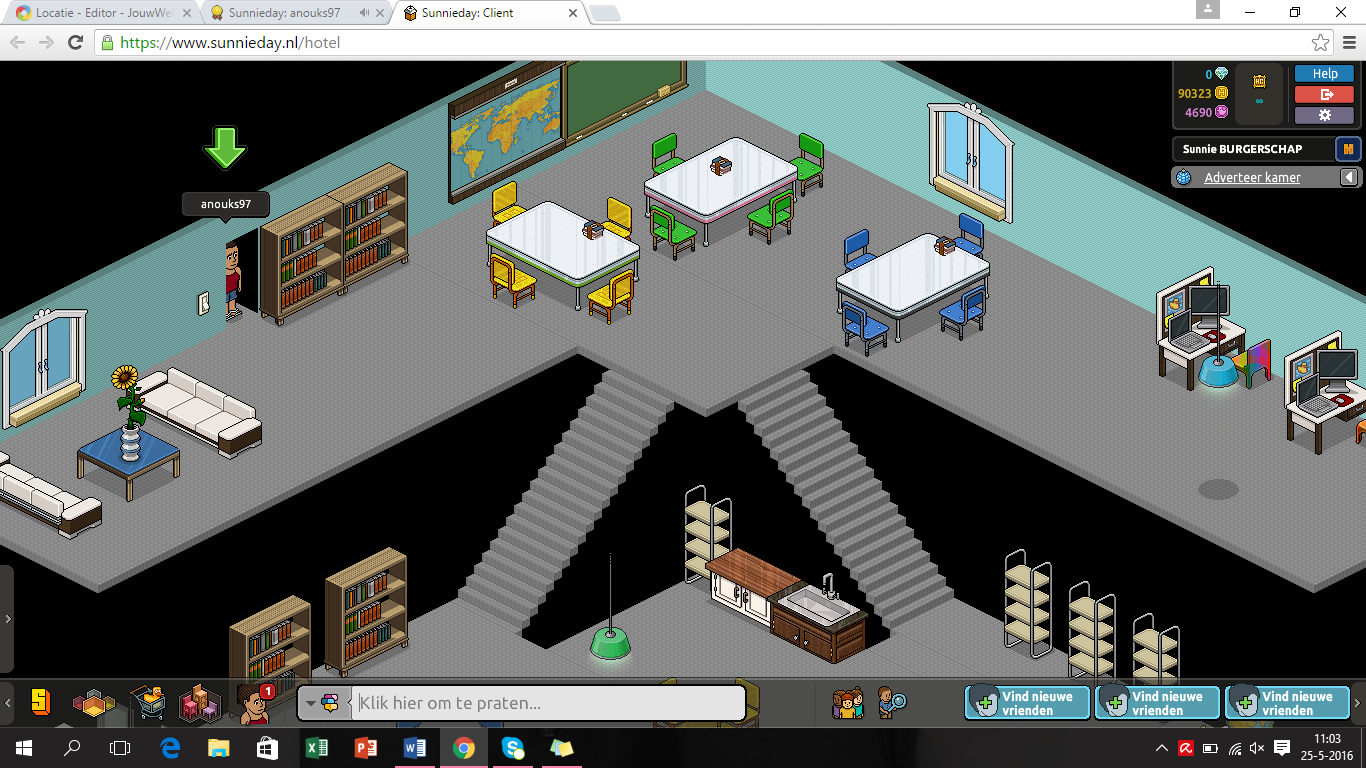 Locatie - Editor - JouwWe
Sunnieday: anouks97
Sunnieday: Client
https://www.sunnieday.nl/hotel
0
90323
4690
HC
∞
Help
Sunnie BURGERSCHAP
Adverteer kamer
anouks97
1
Klik hier om te praten...
Vind nieuwe
vrienden
Vind nieuwe
vrienden
Vind nieuwe
vrienden
11:03
25-5-2016